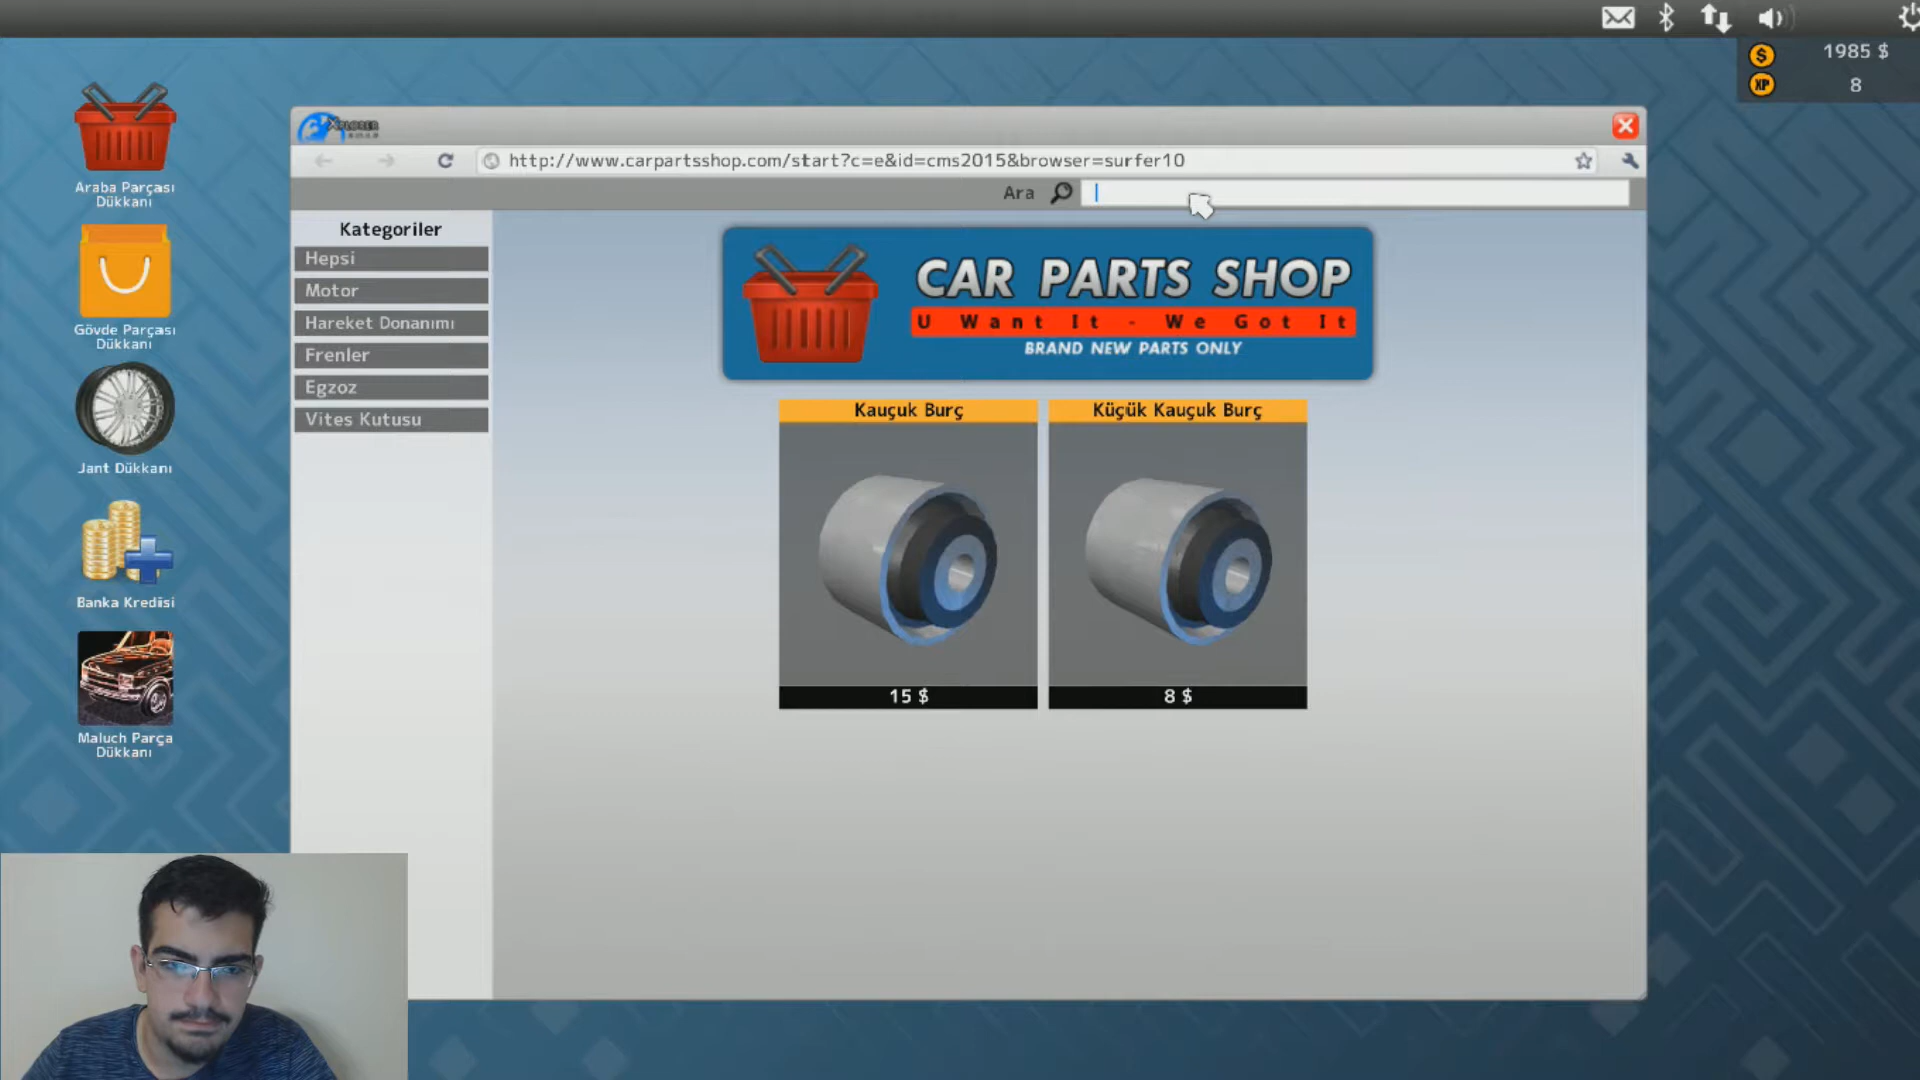 1985 $
XP
8
XPLORER
http://www.carpartsshop.com/start?c=e&id=cms2015&browser=surfer10
Ara
Kategoriler
Hepsi
Motor
Hareket Donanımı
Frenler
Egzoz
Vites Kutusu
CAR PARTS SHOP
U Want It - We Got It
BRAND NEW PARTS ONLY
Kauçuk Burç
15 $
Küçük Kauçuk Burç
8 $
Araba Parçası
Dükkanı
Gövde Parçası
Dükkanı
Jant Dükkanı
Banka Kredisi
Maluch Parça
Dükkanı